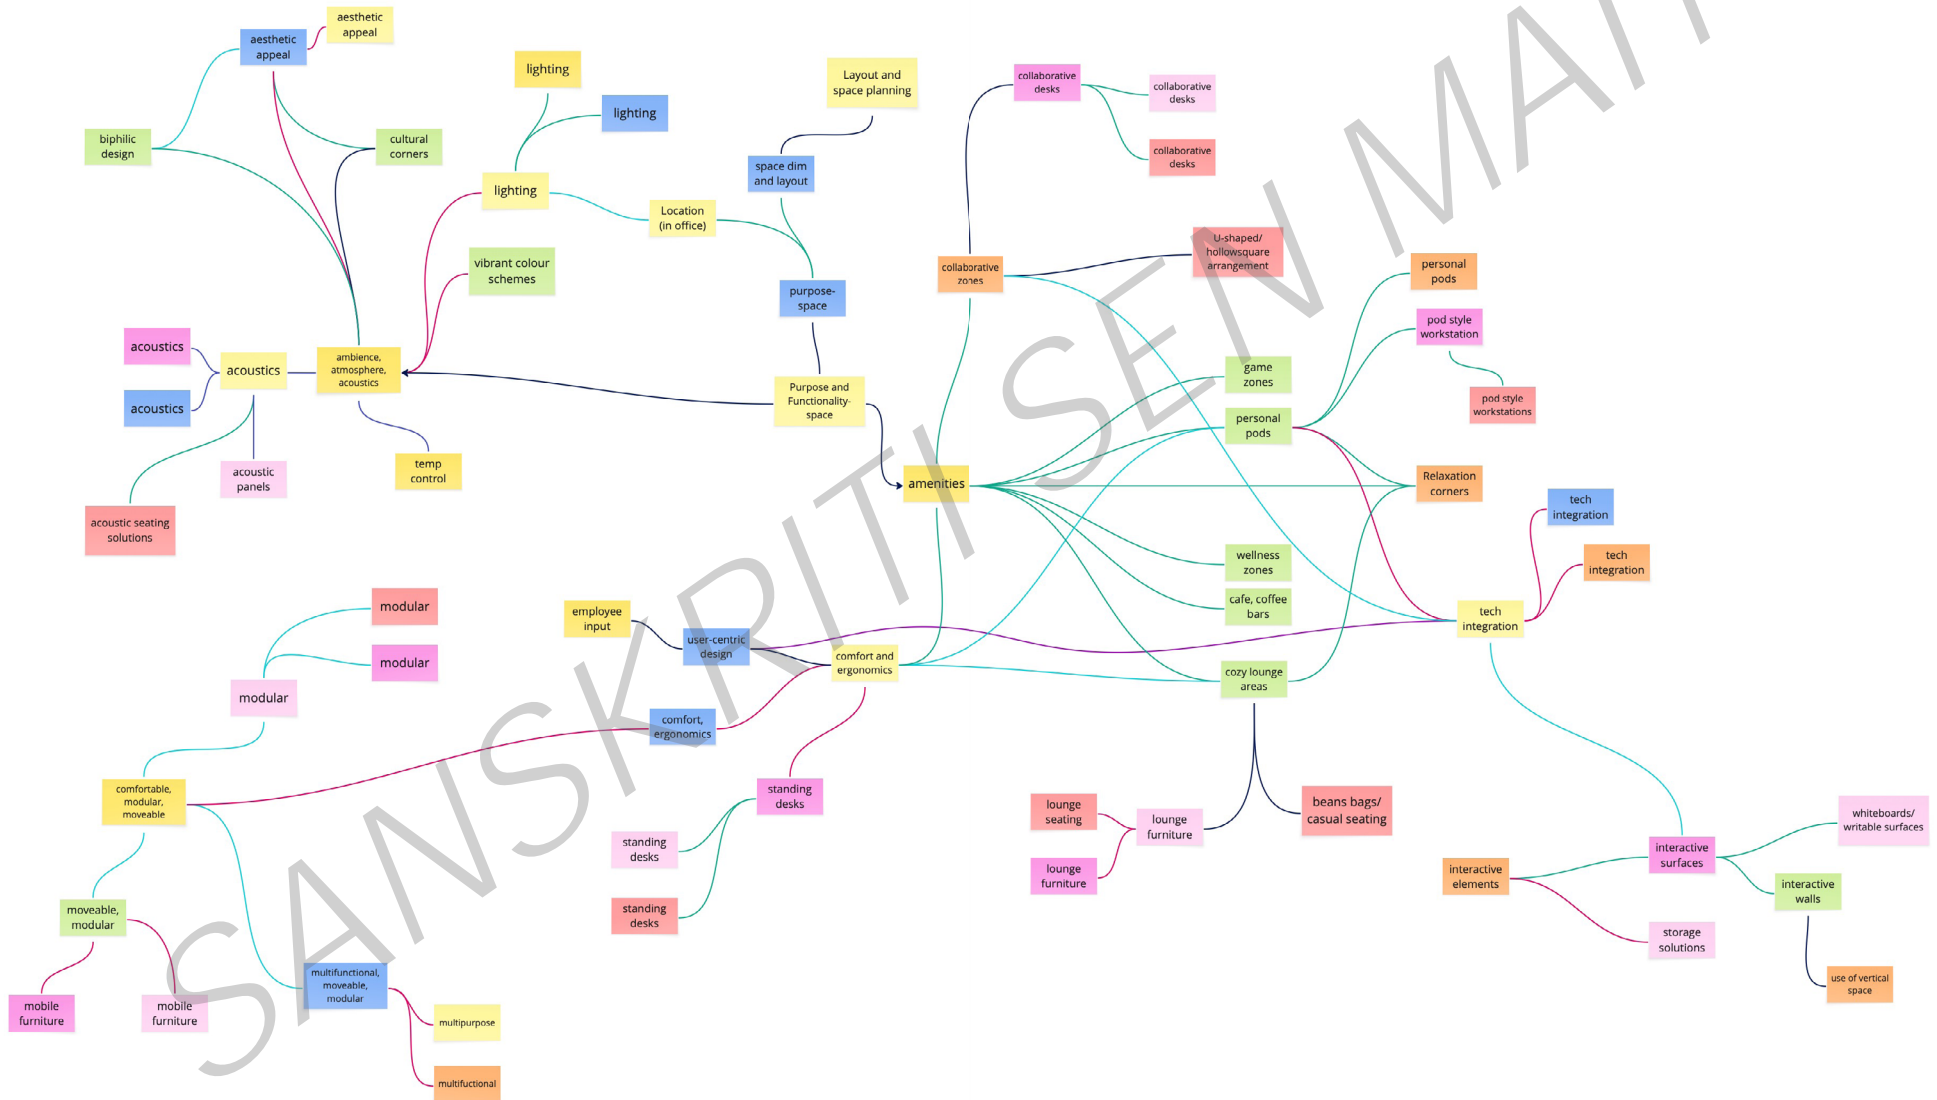 aesthetic
appeal
aesthetic
appeal
lighting
Layout and
space planning
collaborative
desks
collaborative
desks
lighting
biphilic
design
cultural
corners
collaborative
desks
space dim
and layout
lighting
Location
(in office)
U-shaped/
hollowsquare
arrangement
vibrant colour
schemes
collaborative
zones
personal
pods
purpose-
space
pod style
workstation
acoustics
acoustics
ambience,
atmosphere,
acoustics
game
zones
acoustics
Purpose and
Functionality-
space
pod style
workstations
personal
pods
acoustic
panels
temp
control
amenities
Relaxation
corners
acoustic seating
solutions
tech
integration
wellness
zones
tech
integration
modular
employee
input
cafe, coffee
bars
tech
integration
user-centric
design
modular
comfort and
ergonomics
cozy lounge
areas
modular
comfort,
ergonomics
comfortable,
modular,
moveable
standing
desks
lounge
seating
beans bags/
casual seating
lounge
furniture
whiteboards/
writable surfaces
standing
desks
interactive
surfaces
lounge
furniture
interactive
elements
interactive
walls
moveable,
modular
standing
desks
storage
solutions
multifunctional,
moveable,
modular
use of vertical
space
mobile
furniture
mobile
furniture
multipurpose
multifuctional
SANSKRITI SEN MAIT